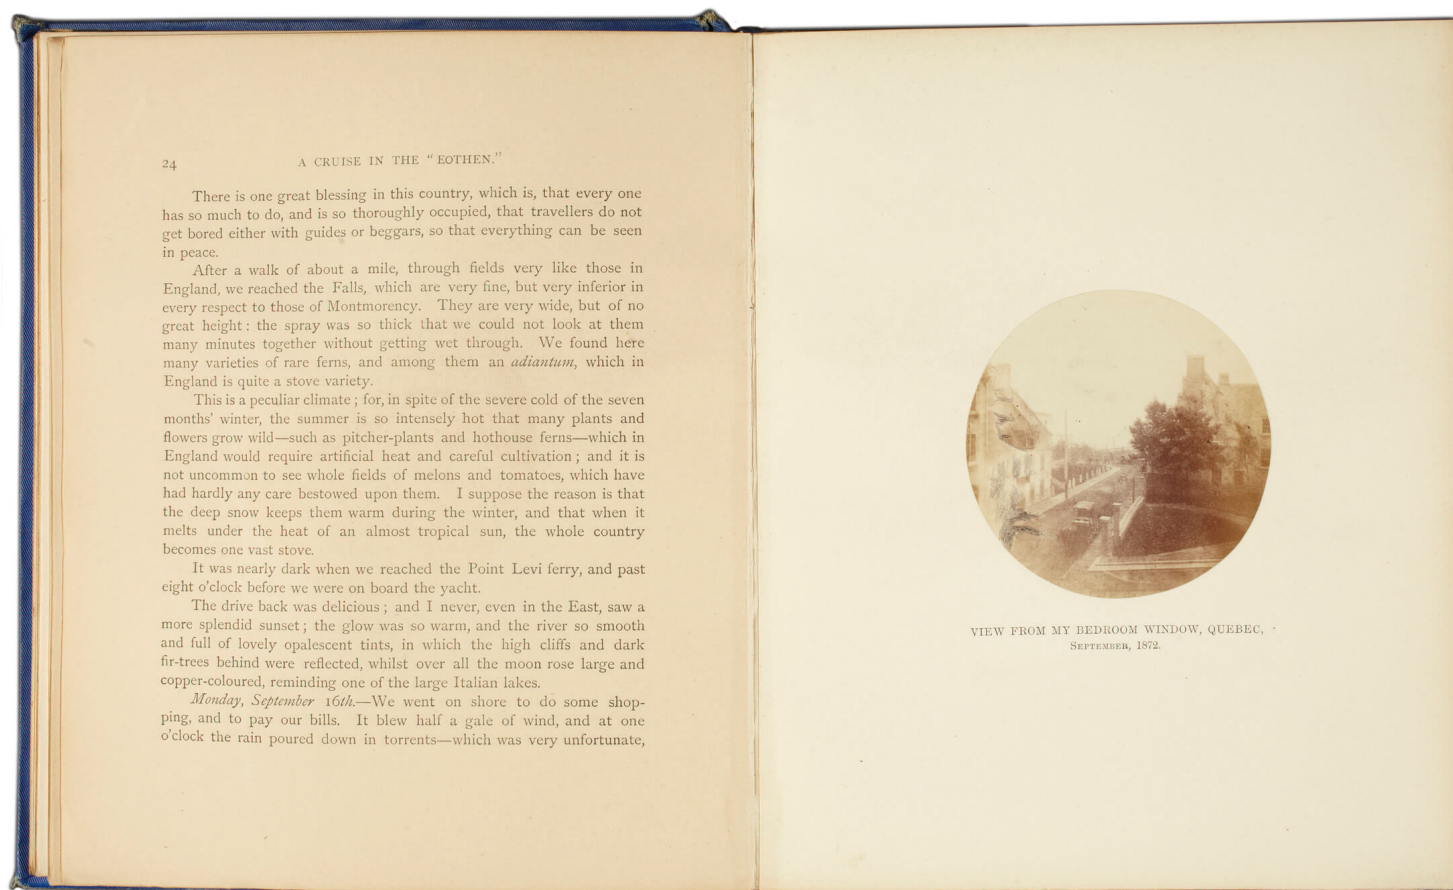 24
A CRUISE IN THE "EOTHEN."
There is one great blessing in this country, which is, that every one
has so much to do, and is so thoroughly occupied, that travellers do not
get bored either with guides or beggars, so that everything can be seen
in peace.
After a walk of about a mile, through fields very like those in
England, we reached the Falls, which are very fine, but very inferior in
every respect to those of Montmorency. They are very wide, but of no
great height: the spray was so thick that we could not look at them
many minutes together without getting wet through. We found here
many varieties of rare ferns, and among them an adiantum, which in
England is quite a stove variety.
This is a peculiar climate; for, in spite of the severe cold of the seven
months' winter, the summer is so intensely hot that many plants and
flowers grow wild—such as pitcher-plants and hothouse ferns—which in
England would require artificial heat and careful cultivation; and it is
not uncommon to see whole fields of melons and tomatoes, which have
had hardly any care bestowed upon them. I suppose the reason is that
the deep snow keeps them warm during the winter, and that when it
melts under the heat of an almost tropical sun, the whole country
becomes one vast stove.
It was nearly dark when we reached the Point Levi ferry, and past
eight o'clock before we were on board the yacht.
The drive back was delicious; and I never, even in the East, saw a
more splendid sunset; the glow was so warm, and the river so smooth
and full of lovely opalescent tints, in which the high cliffs and dark
fir-trees behind were reflected, whilst over all the moon rose large and
copper-coloured, reminding one of the large Italian lakes.
Monday, September 16th.—We went on shore to do some shop-
ping, and to pay our bills. It blew half a gale of wind, and at one
o'clock the rain poured down in torrents—which was very unfortunate,
VIEW FROM MY BEDROOM WINDOW, QUEBEC,
SEPTEMBER, 1872.